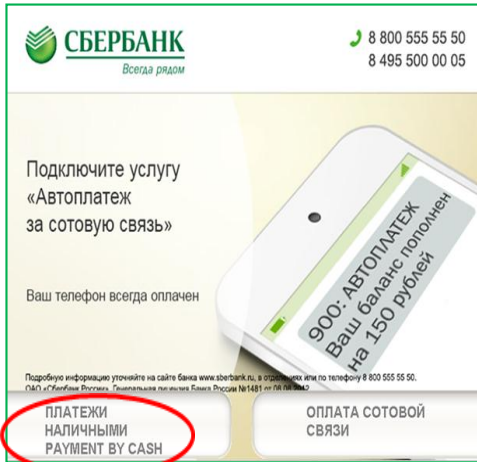 СБЕРБАНК
Всегда рядом
8 800 555 55 50
8 495 500 00 05
Подключите услугу
«Автоплатеж
за сотовую связь»
Ваш телефон всегда оплачен
900: АВТОПЛАТЕЖ
Ваш баланс пополнен
на 150 рублей
Подробную информацию уточняйте на сайте банка www.sberbank.ru, в отделениях или по телефону 8 800 555 55 50.
ОАО «Сбербанк России». Генеральная лицензия Банка России №1481 от 08.08.2012
ПЛАТЕЖИ
НАЛИЧНЫМИ
PAYMENT BY CASH
ОПЛАТА СОТОВОЙ
СВЯЗИ